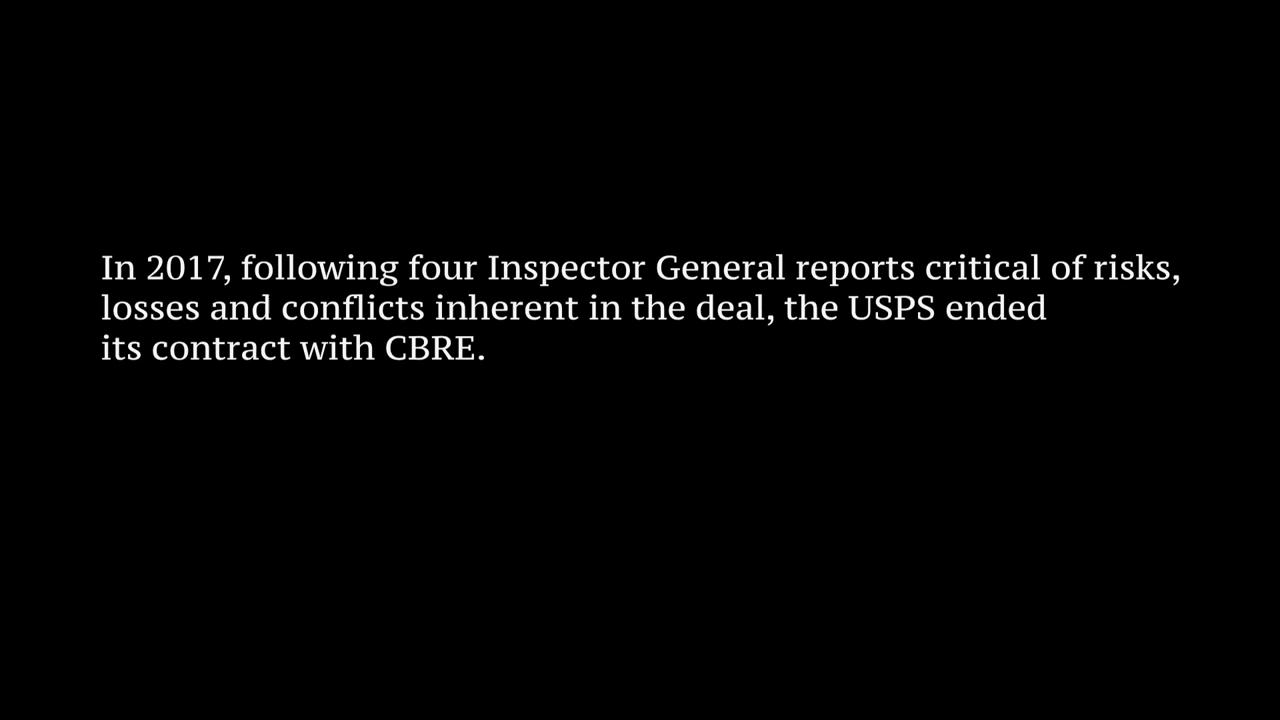 In 2017, following four Inspector General reports critical of risks,
losses and conflicts inherent in the deal, the USPS ended
its contract with CBRE.